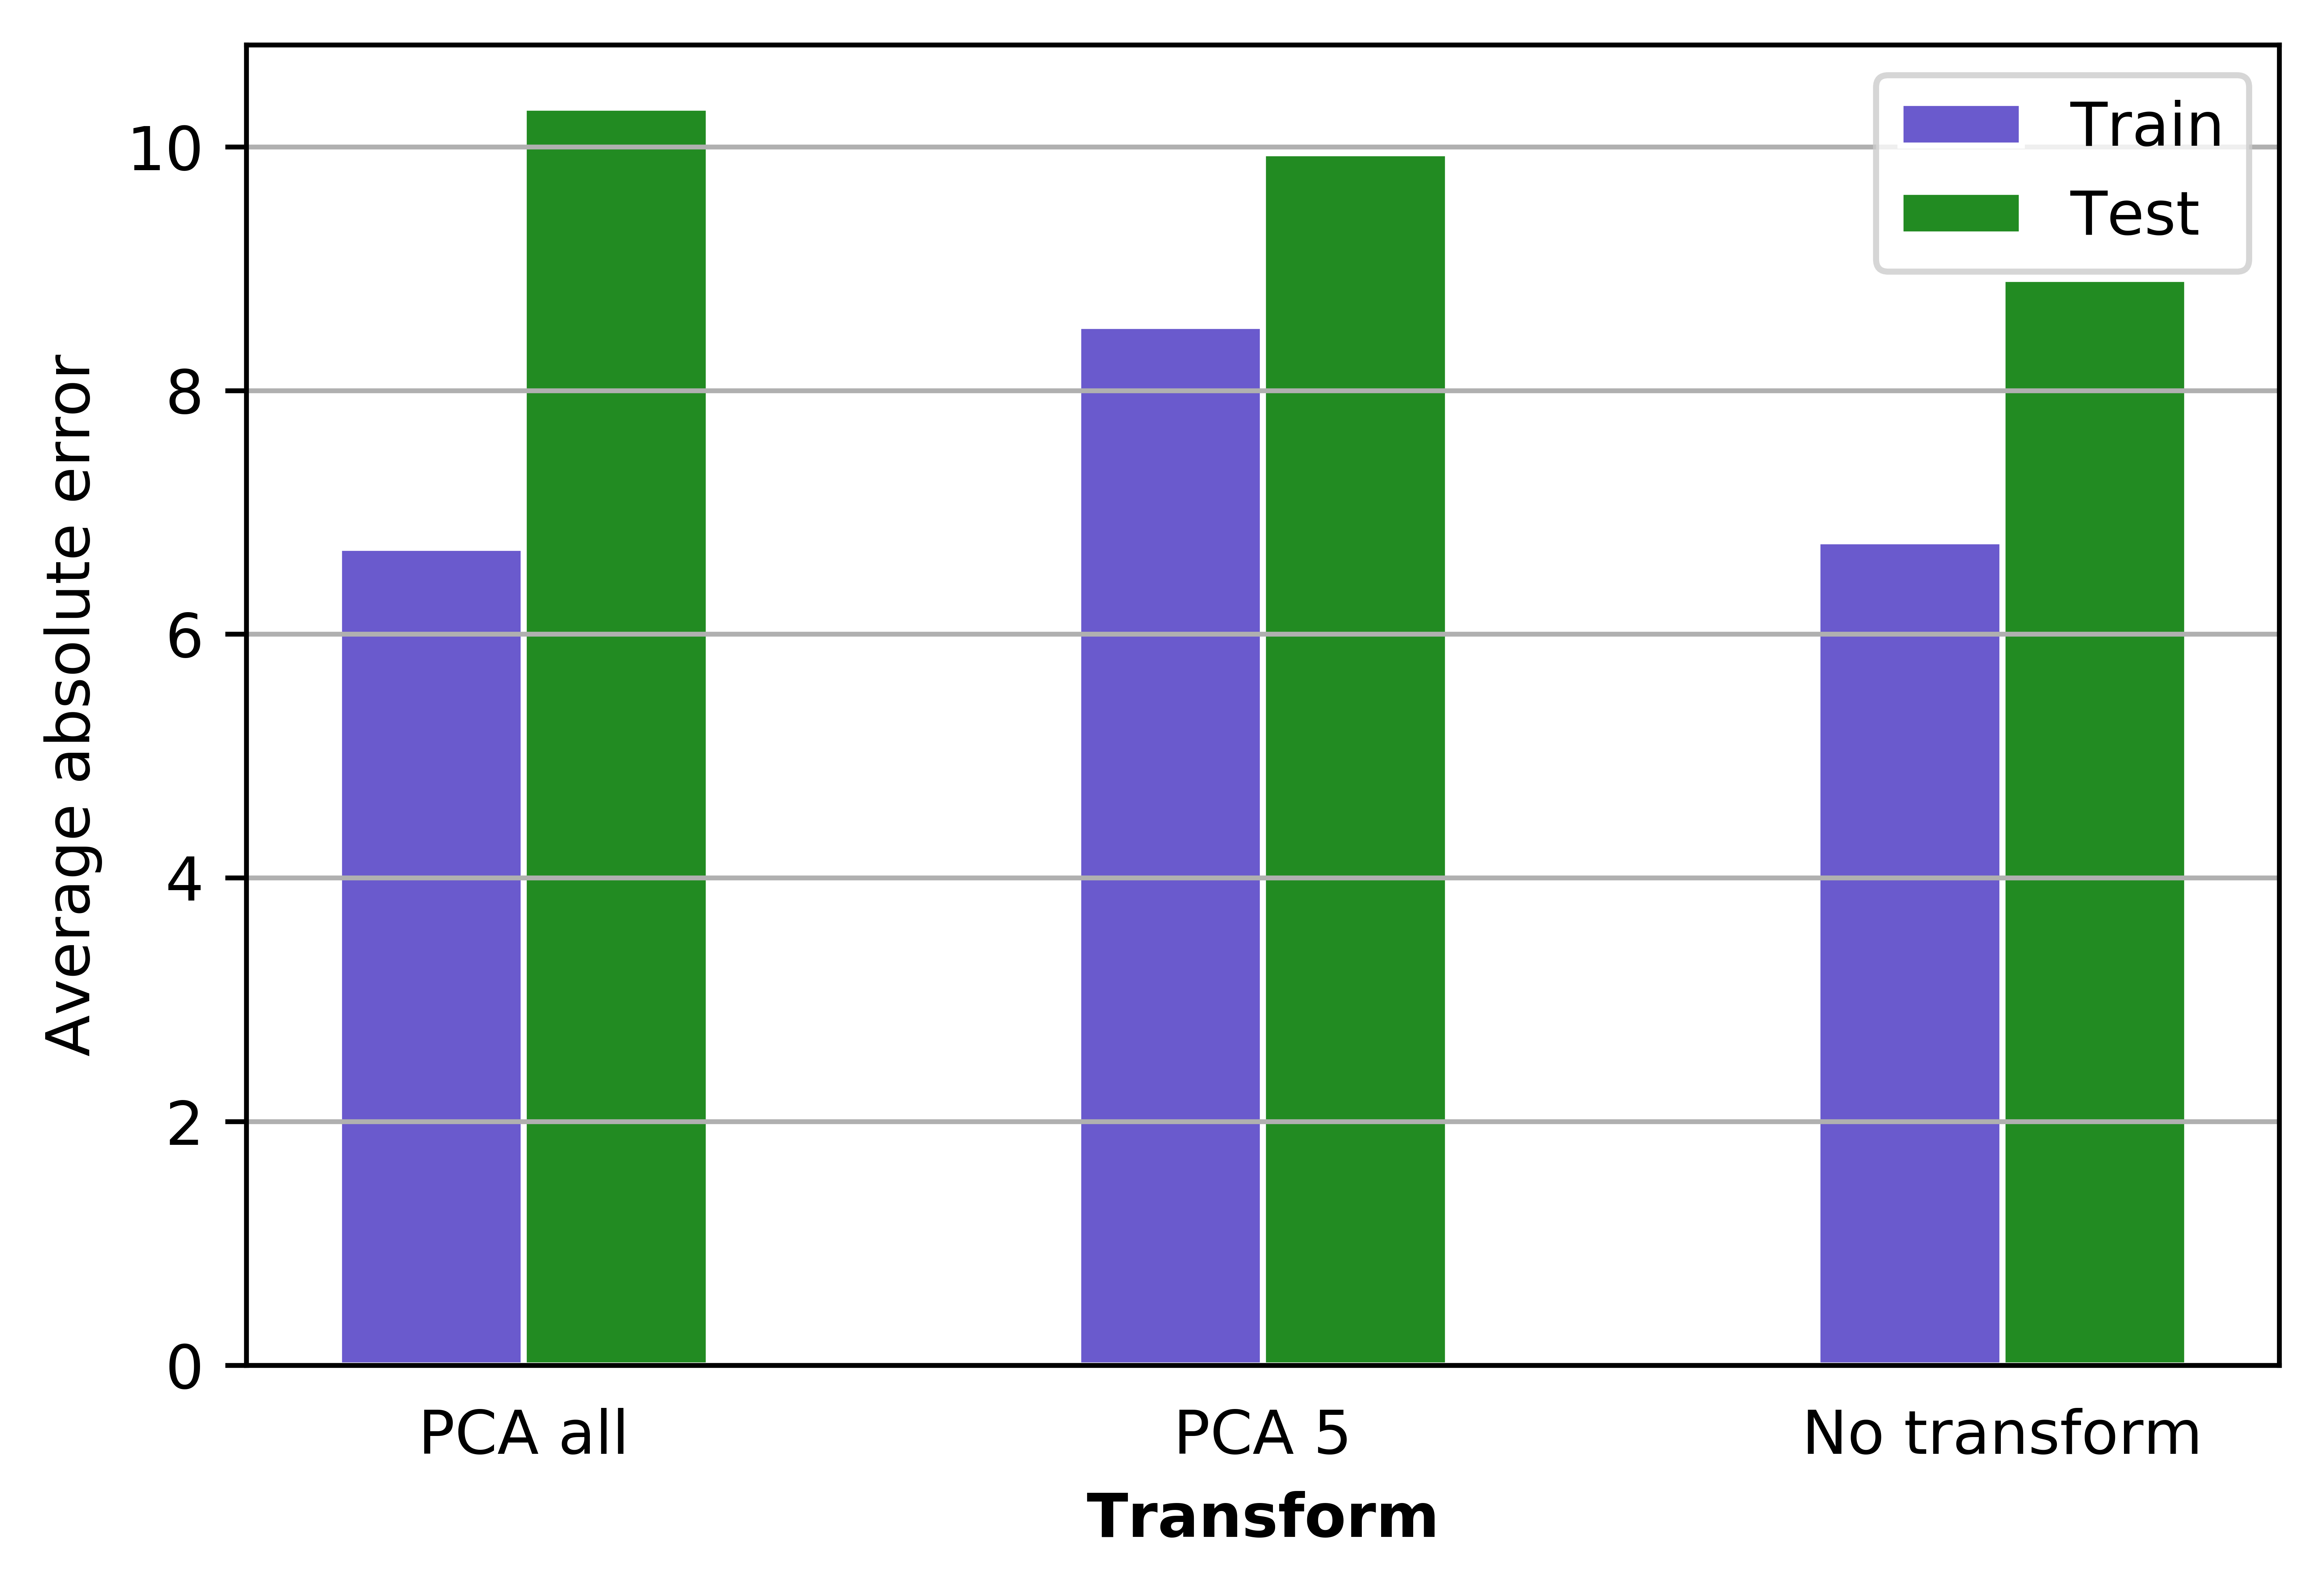 Train
Test
Average absolute error
10
8
6
4
2
0
PCA all
PCA 5
No transform
Transform